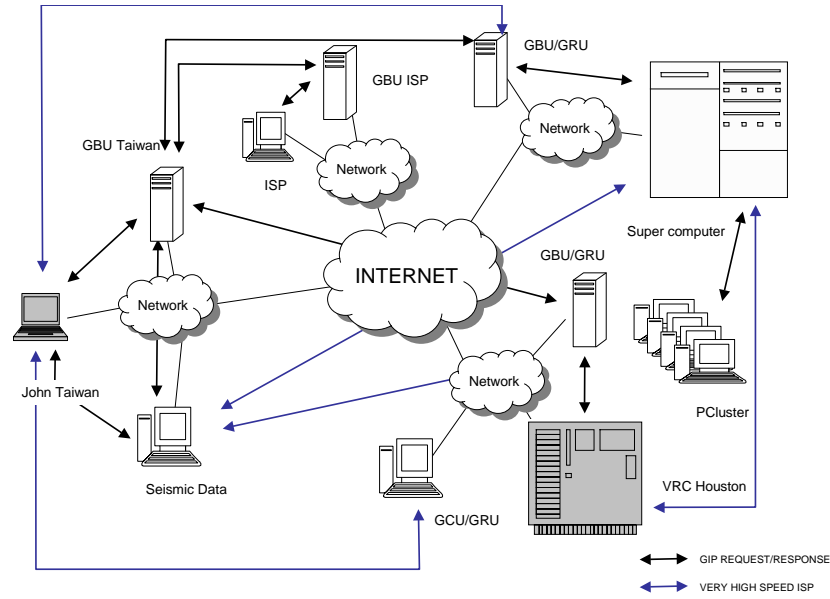 GBU/GRU
GBU ISP
Network
GBU Taiwan
Network
ISP
Super computer
GBU/GRU
INTERNET
Network
Network
John Taiwan
PCluster
Seismic Data
VRC Houston
GCU/GRU
GIP REQUEST/RESPONSE
VERY HIGH SPEED ISP